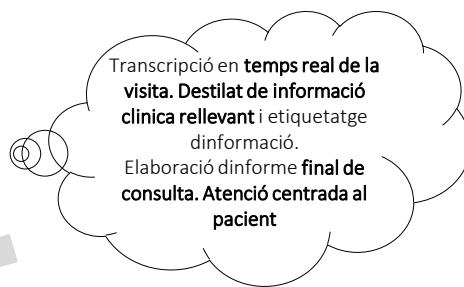 Transcripció en temps real de la
visita. Destilat de informació
clinica rellevant i etiquetatge
dinformació.
Elaboració dinforme final de
consulta. Atenció centrada al
pacient